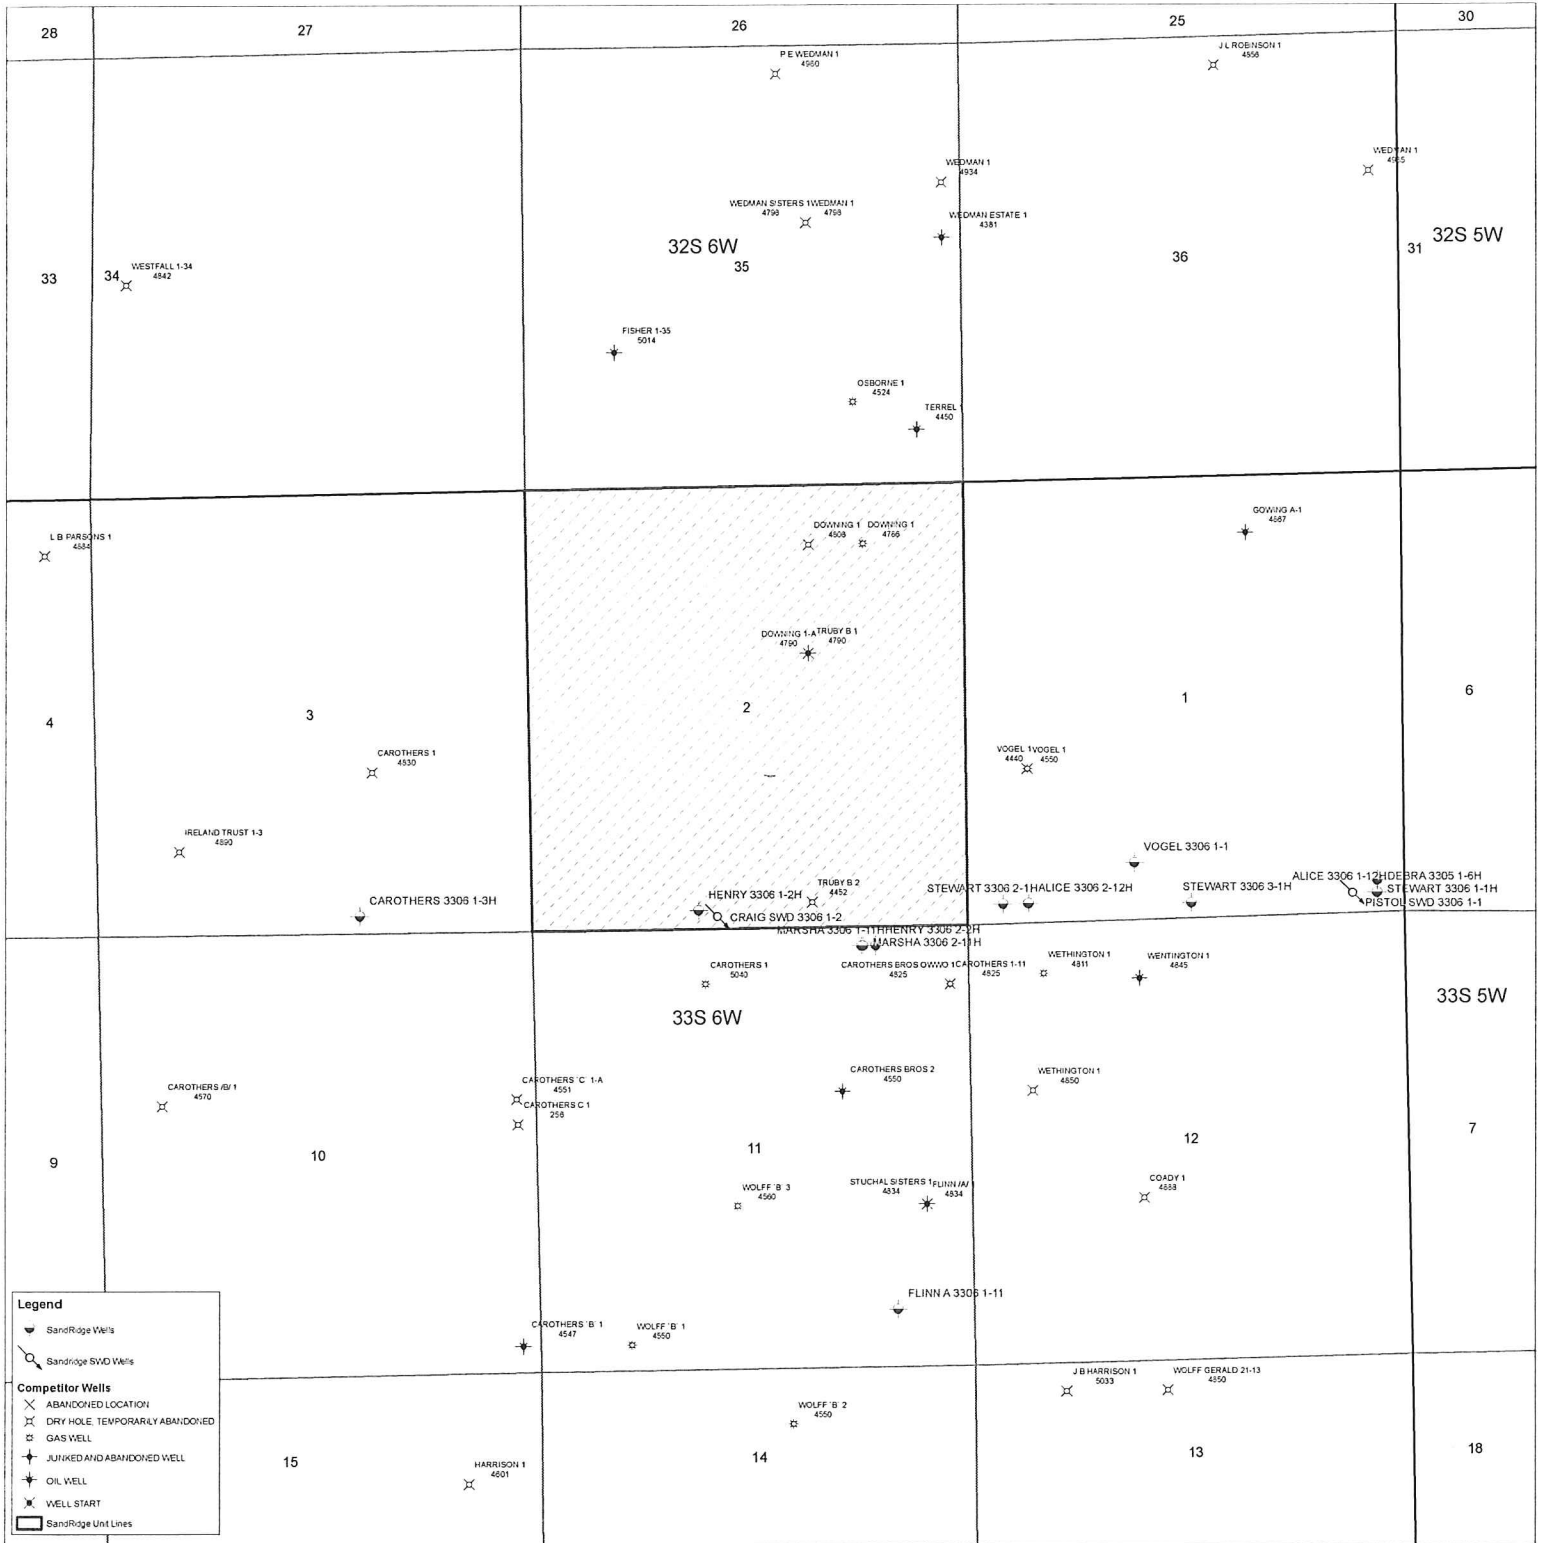 28
27
26
25
30
P E WEDMAN 1
4960
J L ROBINSON 1
WEDMAN 1
WEDMAN 1
4934
WEDMAN SISTERS 1 WEDMAN 1
4798 4798
WEDMAN ESTATE 1
4381
32S 6W
32S 5W
33
34
35
36
31
WESTFALL 1-34
4842
FISHER 1-35
5014
OSBORNE 1
4524
TERREL 1
4450
L B PARSONS 1
4584
DOWNING 1 DOWNING 1
4808 4766
GOWING A-1
4887
DOWNING 1-A TRUBY B 1
4790 4790
4
3
2
1
6
CAROTHERS 1
4830
VOGEL 1 VOGEL 1
4440 4550
IRELAND TRUST 1-3
4890
VOGEL 3306 1-1
TRUBY B 2
4452
CAROTHERS 3306 1-3H
HENRY 3306 1-2H
CRAIG SWD 3306 1-2
STEWART 3306 2-1H ALICE 3306 2-12H
STEWART 3306 3-1H
ALICE 3306 1-12H DEBRA 3305 1-6H
STEWART 3306 1-1H
PISTOL SWD 3306 1-1
MARSHA 3306 1-11H HENRY 3306 2-2H
MARSHA 3306 2-11H
CAROTHERS 1
5040
CAROTHERS BROS OWWO 1 CAROTHERS 1-11
4825 4825
WETHINGTON 1
4811
WENTINGTON 1
4845
33S 6W
33S 5W
CAROTHERS /B/ 1
4570
CAROTHERS 'C' 1-A
4551
CAROTHERS C 1
258
CAROTHERS BROS 2
4550
WETHINGTON 1
4850
9
10
11
12
7
WOLFF 'B' 3
4560
STUCHAL SISTERS 1 FLINN /A/ 1
4834 4834
COADY 1
4888
FLINN A 3306 1-11
CAROTHERS 'B' 1
4547
WOLFF 'B' 1
4550
J B HARRISON 1
5033
WOLFF GERALD 21-13
4850
WOLFF 'B' 2
4550
HARRISON 1
4601
15
14
13
18
Legend
SandRidge Wells
Sandridge SWD Wells
Competitor Wells
ABANDONED LOCATION
DRY HOLE, TEMPORARILY ABANDONED
GAS WELL
JUNKED AND ABANDONED WELL
OIL WELL
WELL START
SandRidge Unit Lines